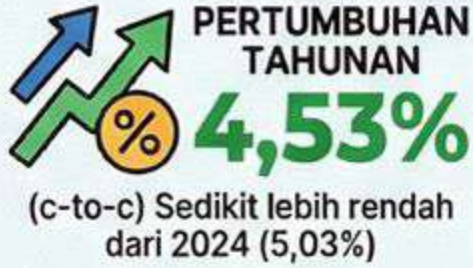 PERTUMBUHAN
TAHUNAN
%
4,53%
(c-to-c) Sedikit lebih rendah
dari 2024 (5,03%)